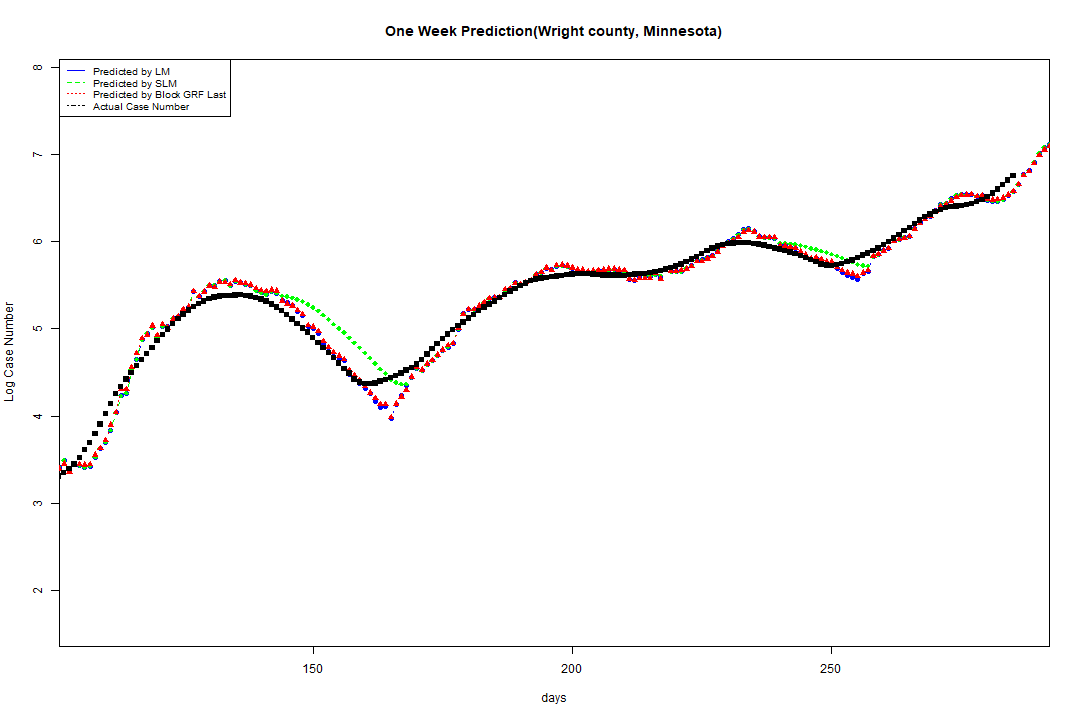 One Week Prediction(Wright county, Minnesota)
Predicted by LM
Predicted by SLM
Predicted by Block GRF Last
Actual Case Number
8
7
6
5
4
3
2
Log Case Number
150 200 250
days